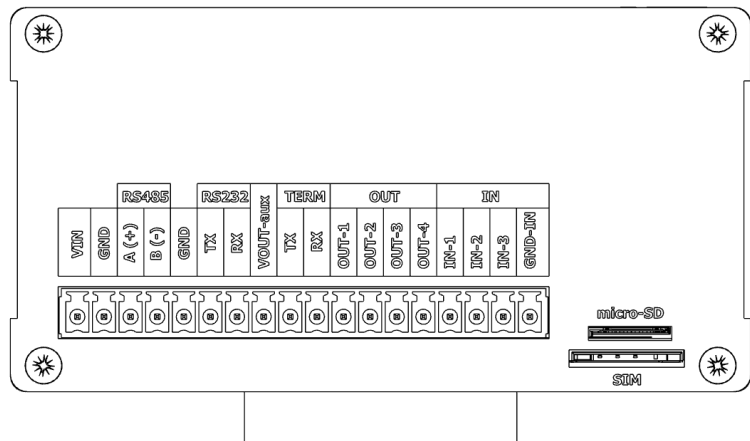 RS485 RS232 TERM OUT IN
VIN GND A (+) B (-) GND TX RX VOUT-aux TX RX OUT-1 OUT-2 OUT-3 OUT-4 IN-1 IN-2 IN-3 GND-IN
micro-SD
SIM